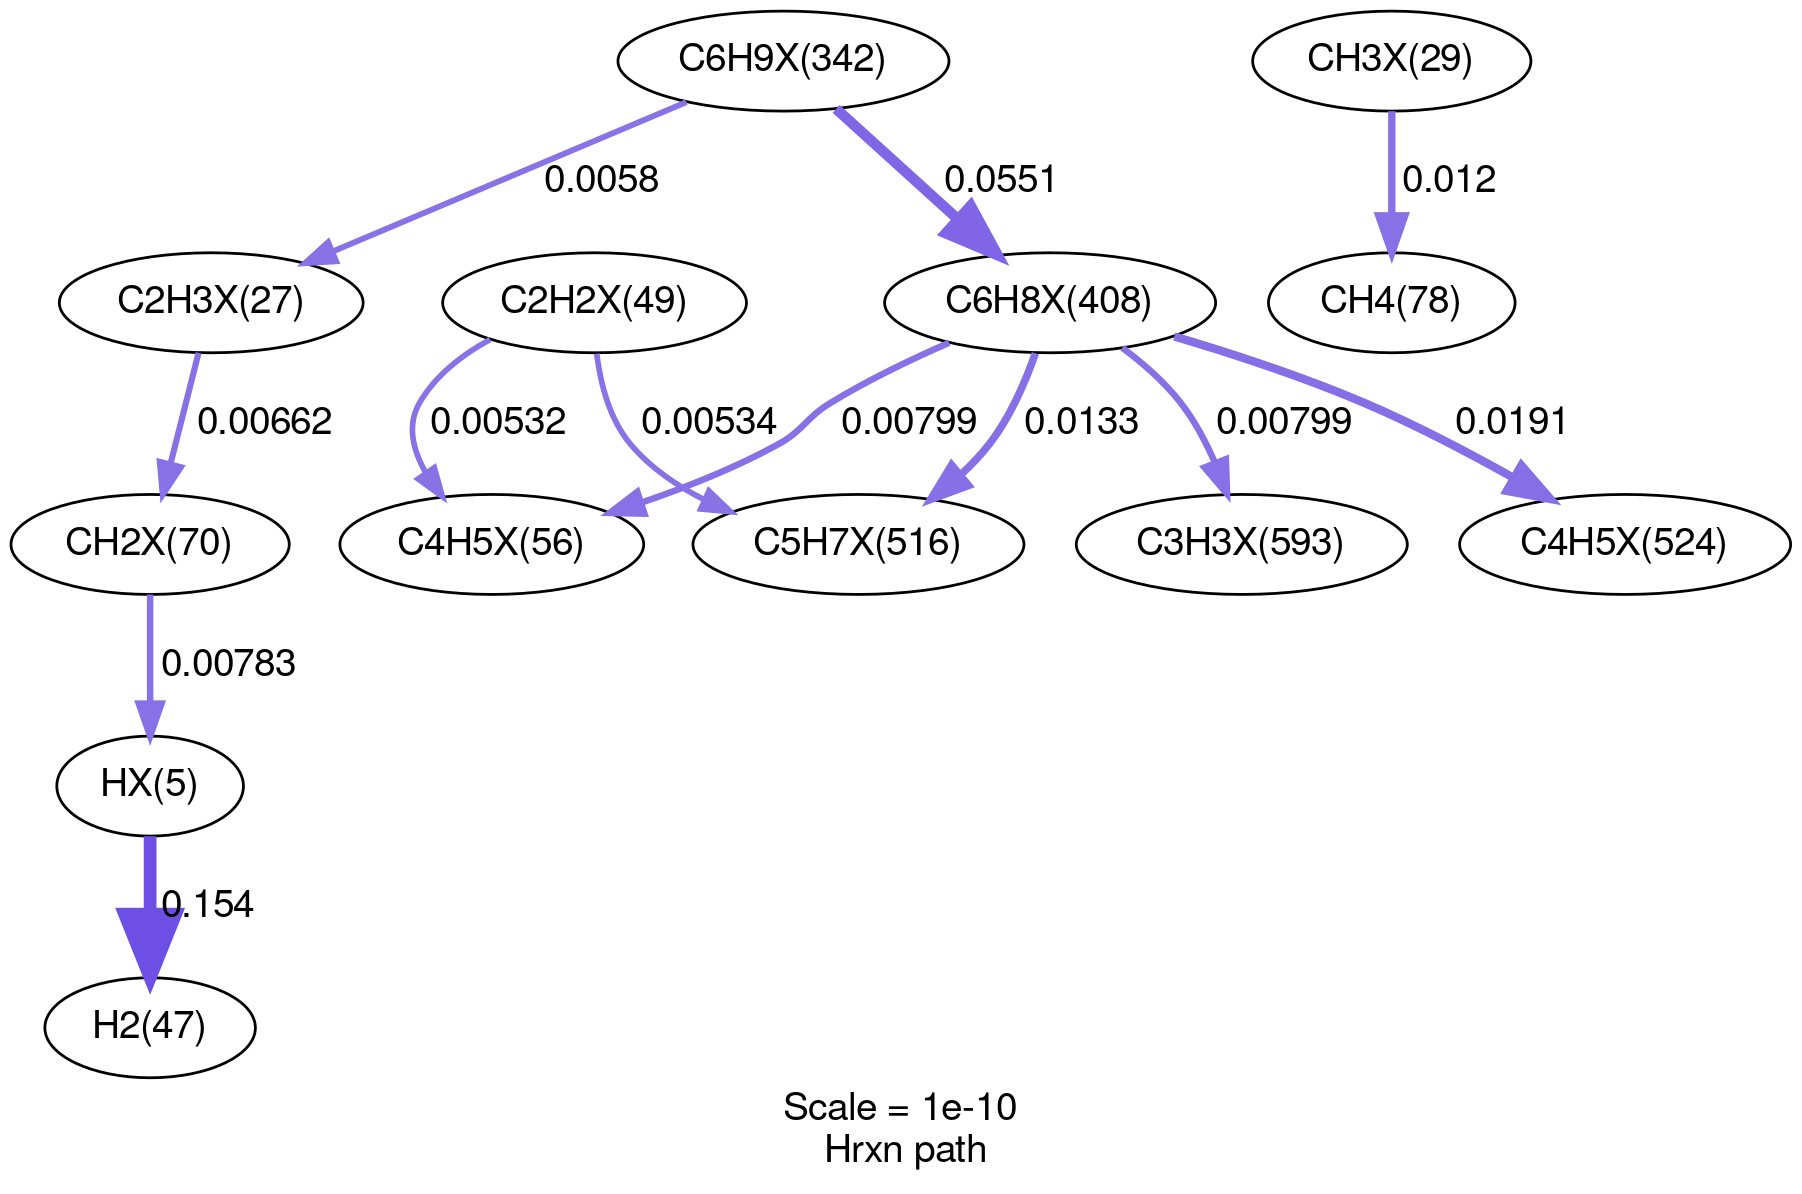 C6H9X(342)
CH3X(29)
0.0058
0.0551
0.012
C2H3X(27)
C2H2X(49)
C6H8X(408)
CH4(78)
0.00662
0.00532
0.00534
0.00799
0.0133
0.00799
0.0191
CH2X(70)
C4H5X(56)
C5H7X(516)
C3H3X(593)
C4H5X(524)
0.00783
HX(5)
0.154
H2(47)
Scale = 1e-10
Hrxn path